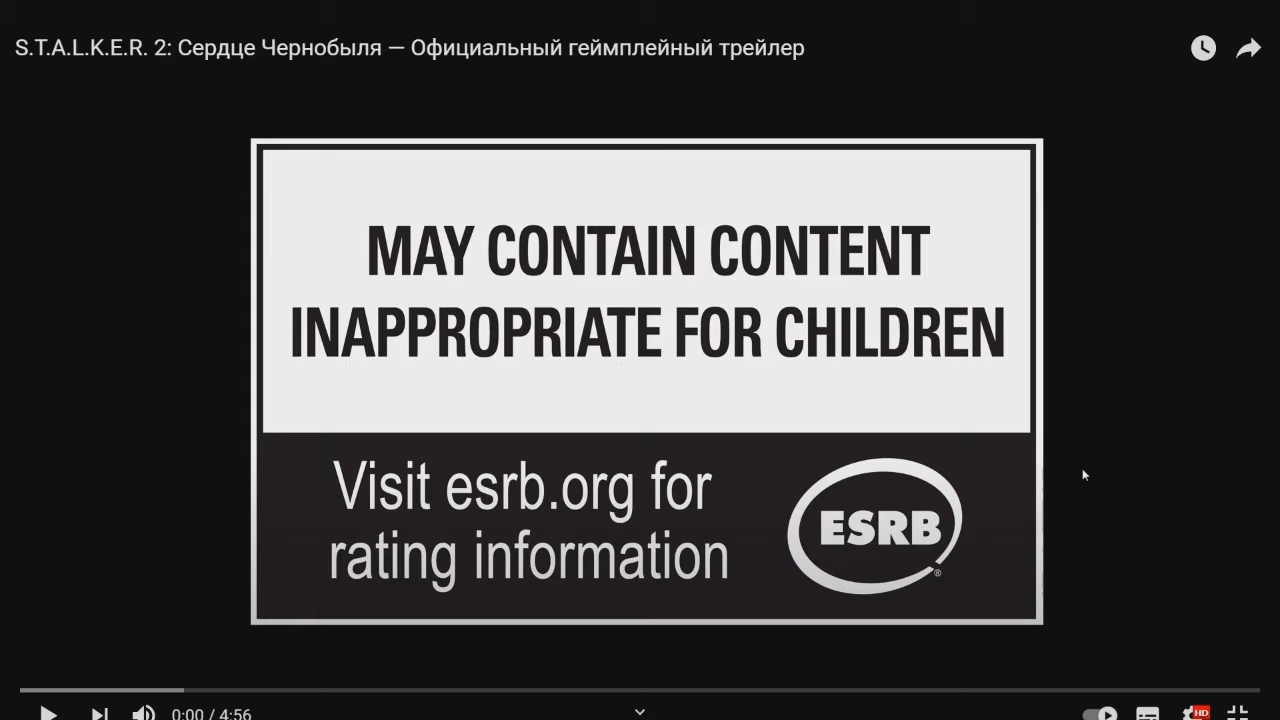 S.T.A.L.K.E.R. 2: Сердце Чернобыля — Официальный геймплейный трейлер
MAY CONTAIN CONTENT
INAPPROPRIATE FOR CHILDREN
Visit esrb.org for
rating information
ESRB
®
0:00 / 4:56
HD